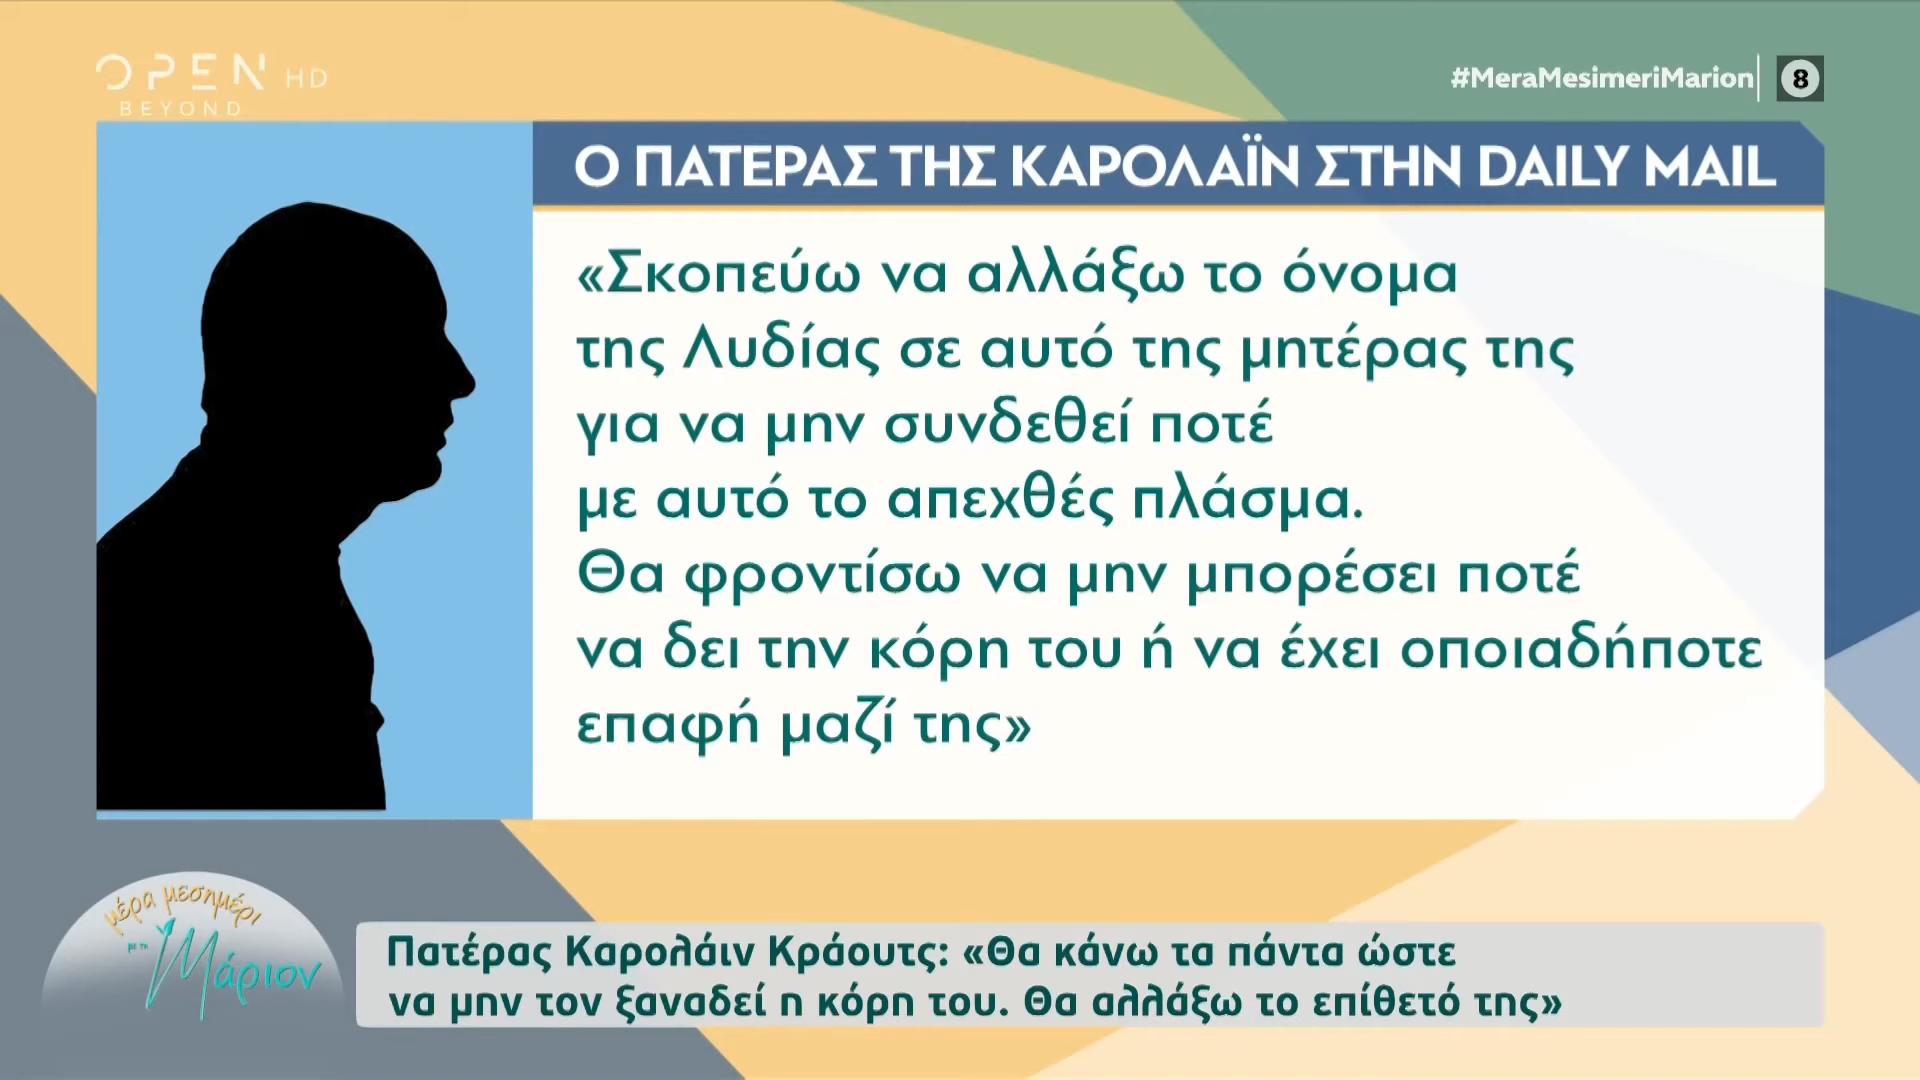 OPEN HD
BEYOND
#MeraMesimeriMarion
8
Ο ΠΑΤΕΡΑΣ ΤΗΣ ΚΑΡΟΛΑΪΝ ΣΤΗΝ DAILY MAIL
«Σκοπεύω να αλλάξω το όνομα
της Λυδίας σε αυτό της μητέρας της
για να μην συνδεθεί ποτέ
με αυτό το απεχθές πλάσμα.
Θα φροντίσω να μην μπορέσει ποτέ
να δει την κόρη του ή να έχει οποιαδήποτε
επαφή μαζί της»
μέρα μεσημέρι
με τη
Μάριον
Πατέρας Καρολάιν Κράουτς: «Θα κάνω τα πάντα ώστε
να μην τον ξαναδεί η κόρη του. Θα αλλάξω το επίθετό της»